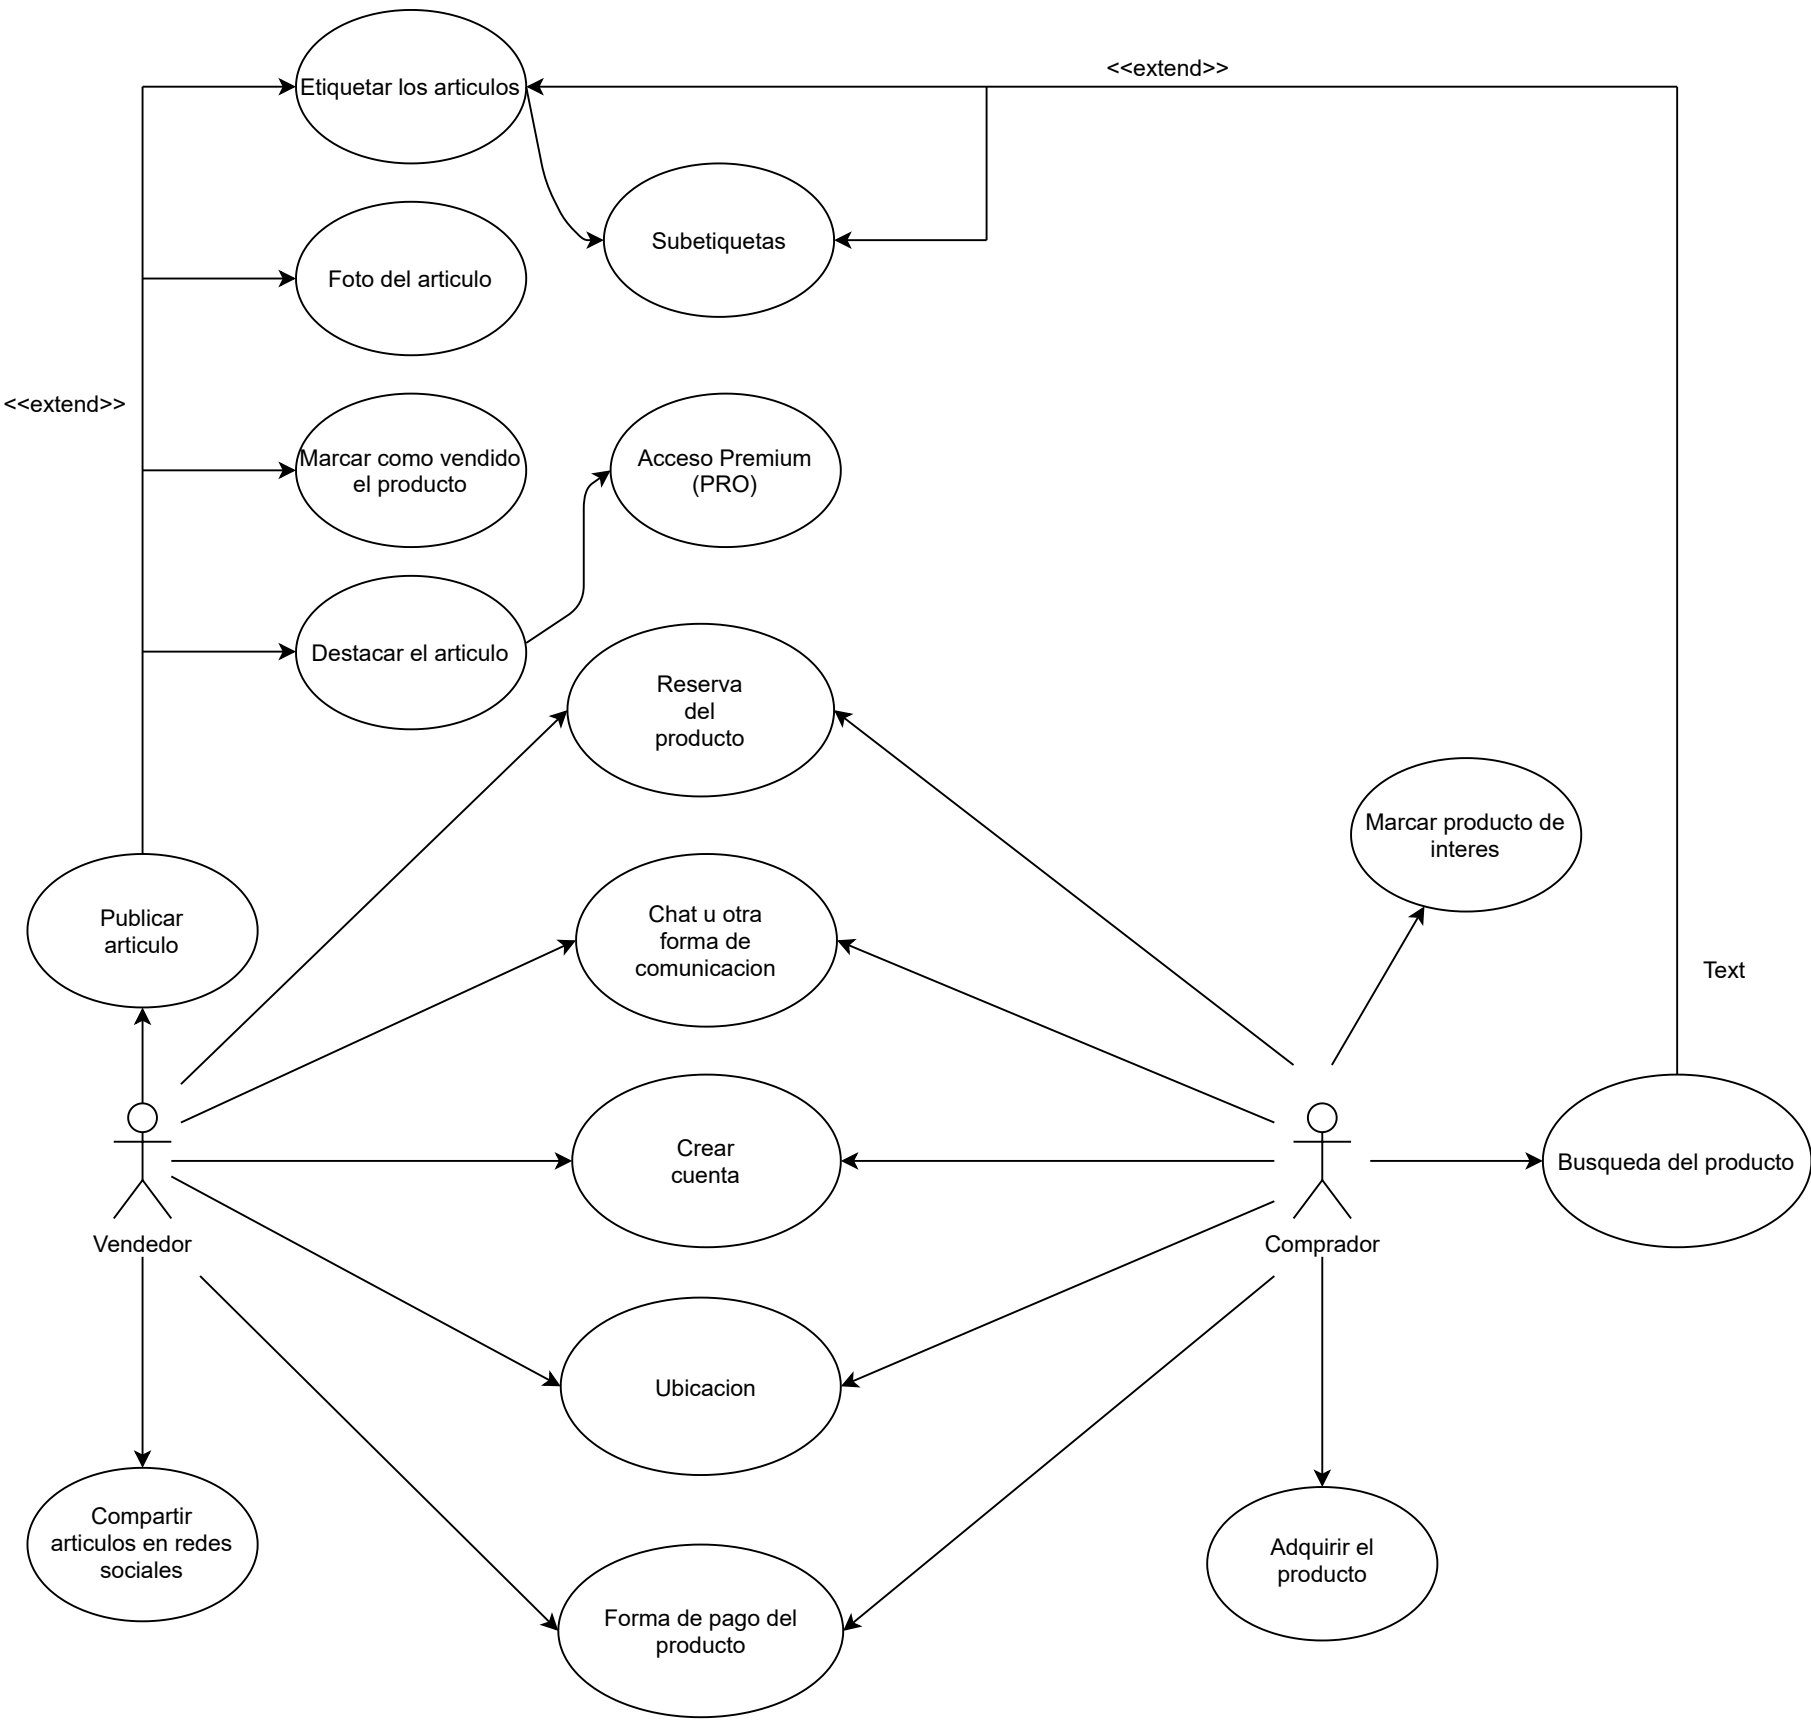 <<extend>>
Etiquetar los articulos
Subetiquetas
Foto del articulo
<<extend>>
Marcar como vendido
el producto
Acceso Premium
(PRO)
Destacar el articulo
Reserva
del
producto
Marcar producto de
interes
Publicar
articulo
Chat u otra
forma de
comunicacion
Text
Crear
cuenta
Busqueda del producto
Vendedor
Comprador
Ubicacion
Compartir
articulos en redes
sociales
Adquirir el
producto
Forma de pago del
producto